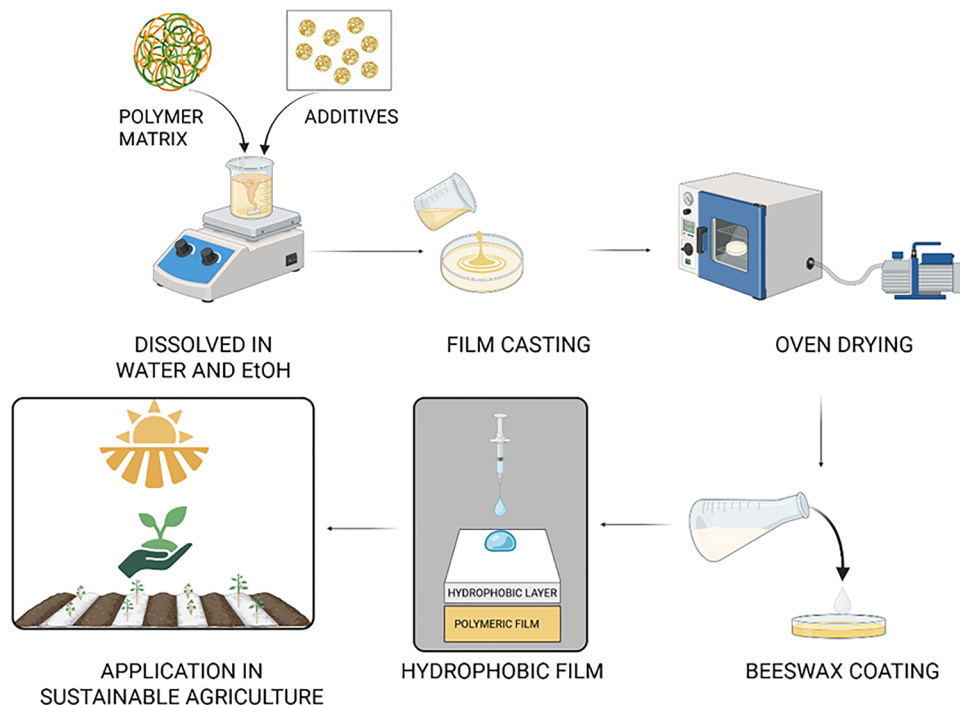 POLYMER
MATRIX
ADDITIVES
DISSOLVED IN
WATER AND EtOH
FILM CASTING
OVEN DRYING
HYDROPHOBIC LAYER
POLYMERIC FILM
APPLICATION IN
SUSTAINABLE AGRICULTURE
HYDROPHOBIC FILM
BEESWAX COATING